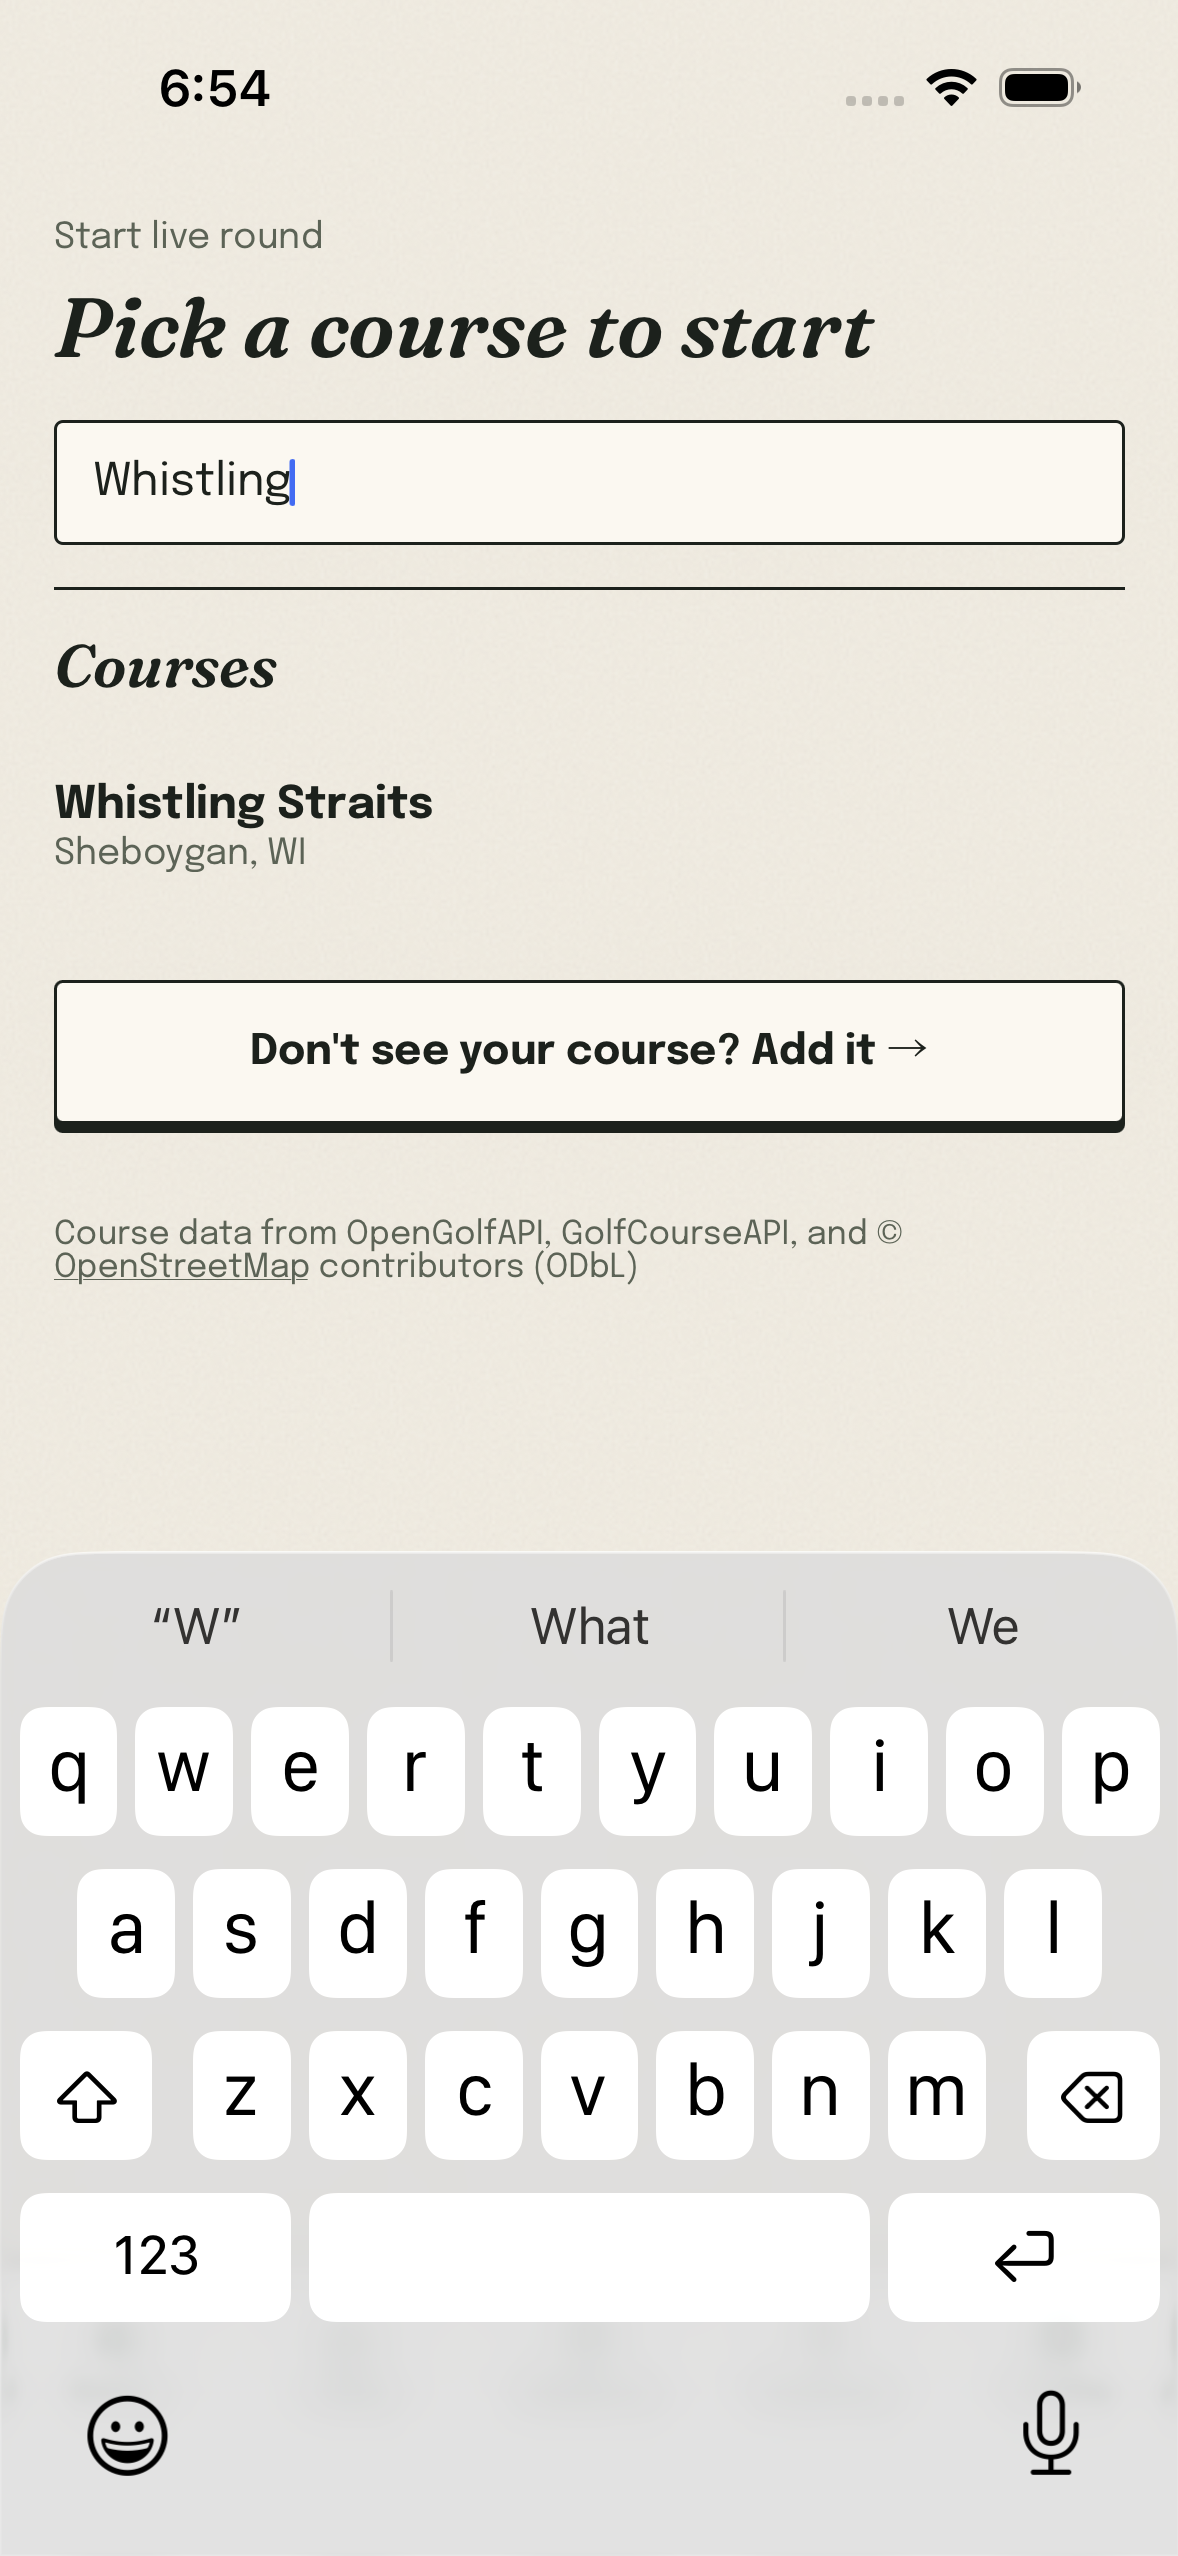 6:54
Start live round
Pick a course to start
Whistling
Courses
Whistling Straits
Sheboygan, WI
Don't see your course? Add it →
Course data from OpenGolfAPI, GolfCourseAPI, and ©
OpenStreetMap contributors (ODbL)
“W” What We
q w e r t y u i o p
a s d f g h j k l
z x c v b n m
123